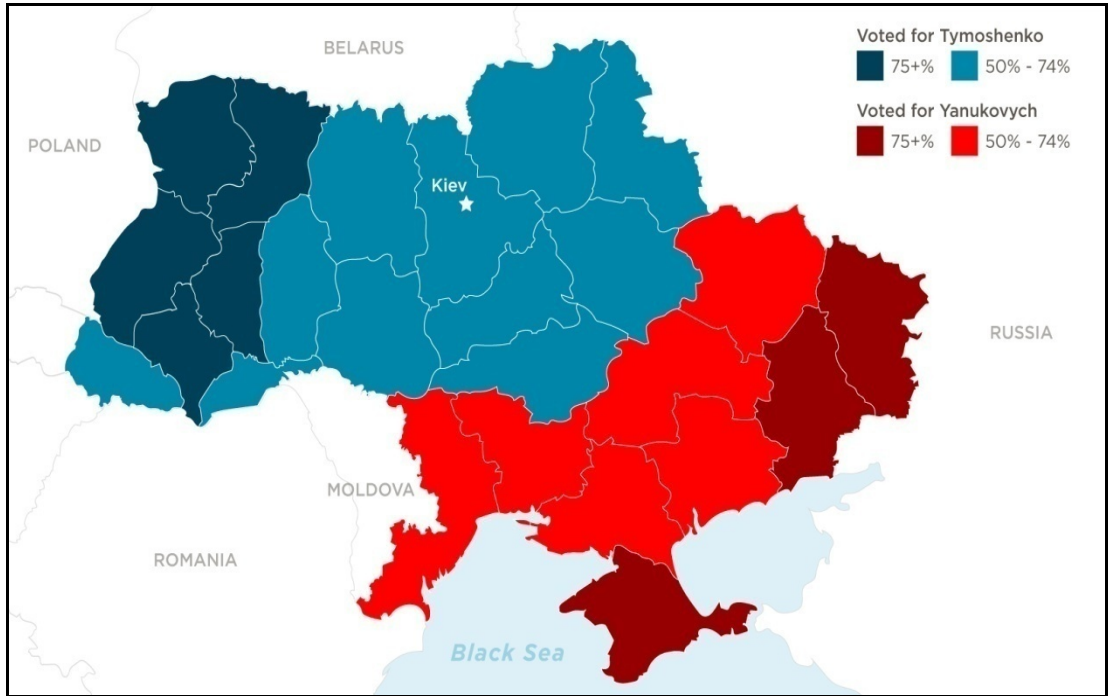 BELARUS
Voted for Tymoshenko
75+% 50% - 74%
Voted for Yanukovych
75+% 50% - 74%
POLAND
Kiev
RUSSIA
MOLDOVA
ROMANIA
Black Sea